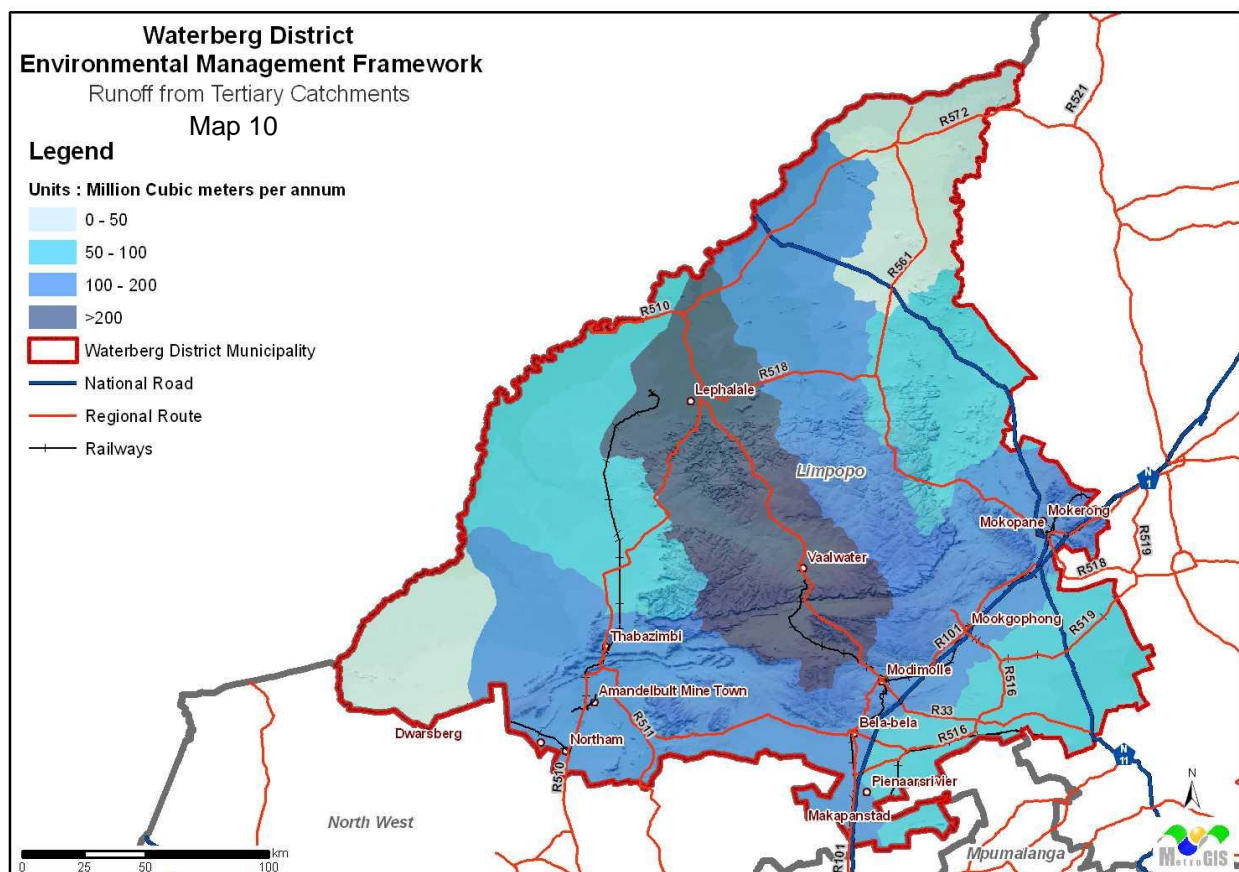 Waterberg District
Environmental Management Framework
Runoff from Tertiary Catchments
Map 10
Legend
Units : Million Cubic meters per annum
0 - 50
50 - 100
100 - 200
>200
Waterberg District Municipality
National Road
Regional Route
Railways
R521
R572
R561
R510
R518
Lephalale
Limpopo
N
1
Mokerong
Mokopane
R519
R518
Vaalwater
Mookgophong
R101
R519
Thabazimbi
Modimolle
R516
Amandelbult Mine Town
R33
Dwarsberg
R511
Bela-bela
Northam
R516
N
11
R510
Pienaarsrivier
N
Makapanstad
North West
R101
Mpumalanga
MetroGIS
km
0
25
50
100